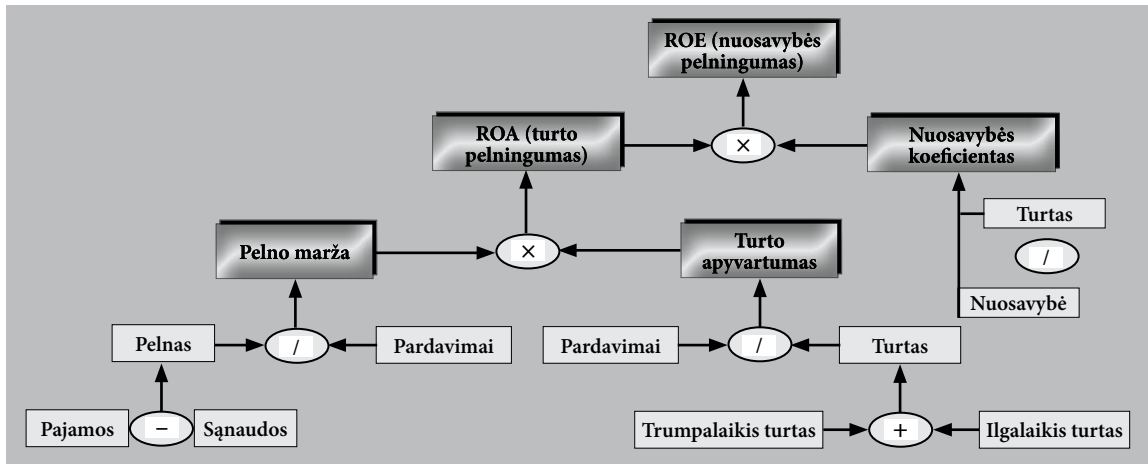 ROE (nuosavybės
pelningumas)
ROA (turto
pelningumas)
×
Nuosavybės
koeficientas
Turtas
/
Nuosavybė
Pelno marža
×
Turto
apyvartumas
Pelnas
/
Pardavimai
Pardavimai
/
Turtas
Pajamos
–
Sąnaudos
Trumpalaikis turtas
+
Ilgalaikis turtas